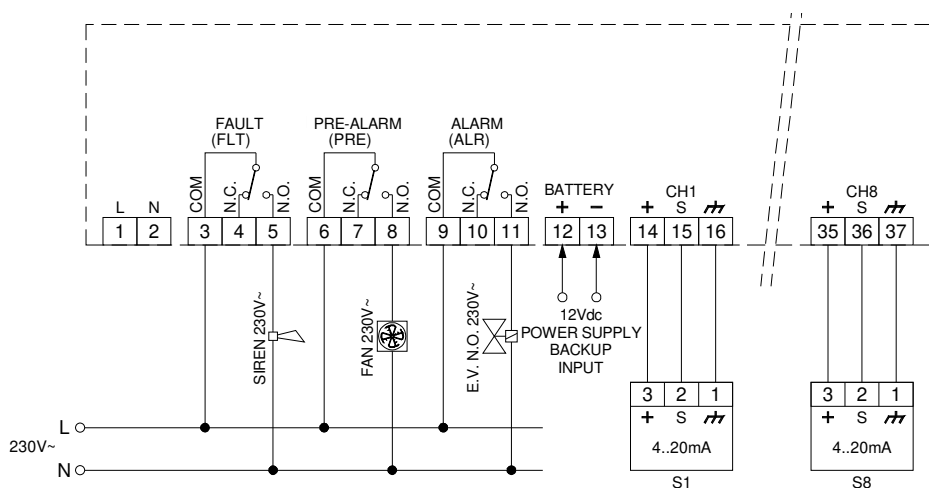 FAULT
(FLT)
PRE-ALARM
(PRE)
ALARM
(ALR)
COM
N.C.
N.O.
COM
N.C.
N.O.
COM
N.C.
N.O.
L N
BATTERY
+ −
CH1
+ S
CH8
+ S
1 2
3 4 5
6 7 8
9 10 11
12 13
14 15 16
35 36 37
SIREN 230V~
FAN 230V~
E.V. N.O. 230V~
12Vdc
POWER SUPPLY
BACKUP
INPUT
3 2 1
+ S
4..20mA
S1
3 2 1
+ S
4..20mA
S8
L
230V~
N